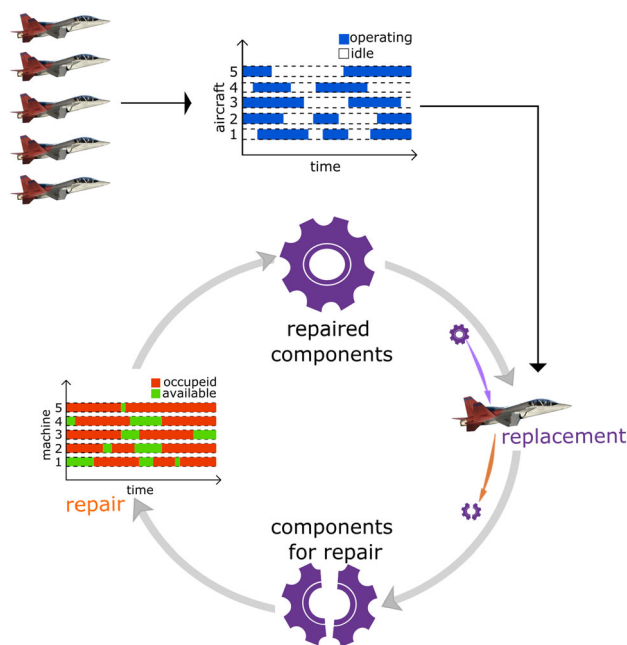 operating
idle
5
4
3
2
1
aircraft
time
repaired
components
occupeid
available
5
4
3
2
1
machine
time
repair
replacement
components
for repair